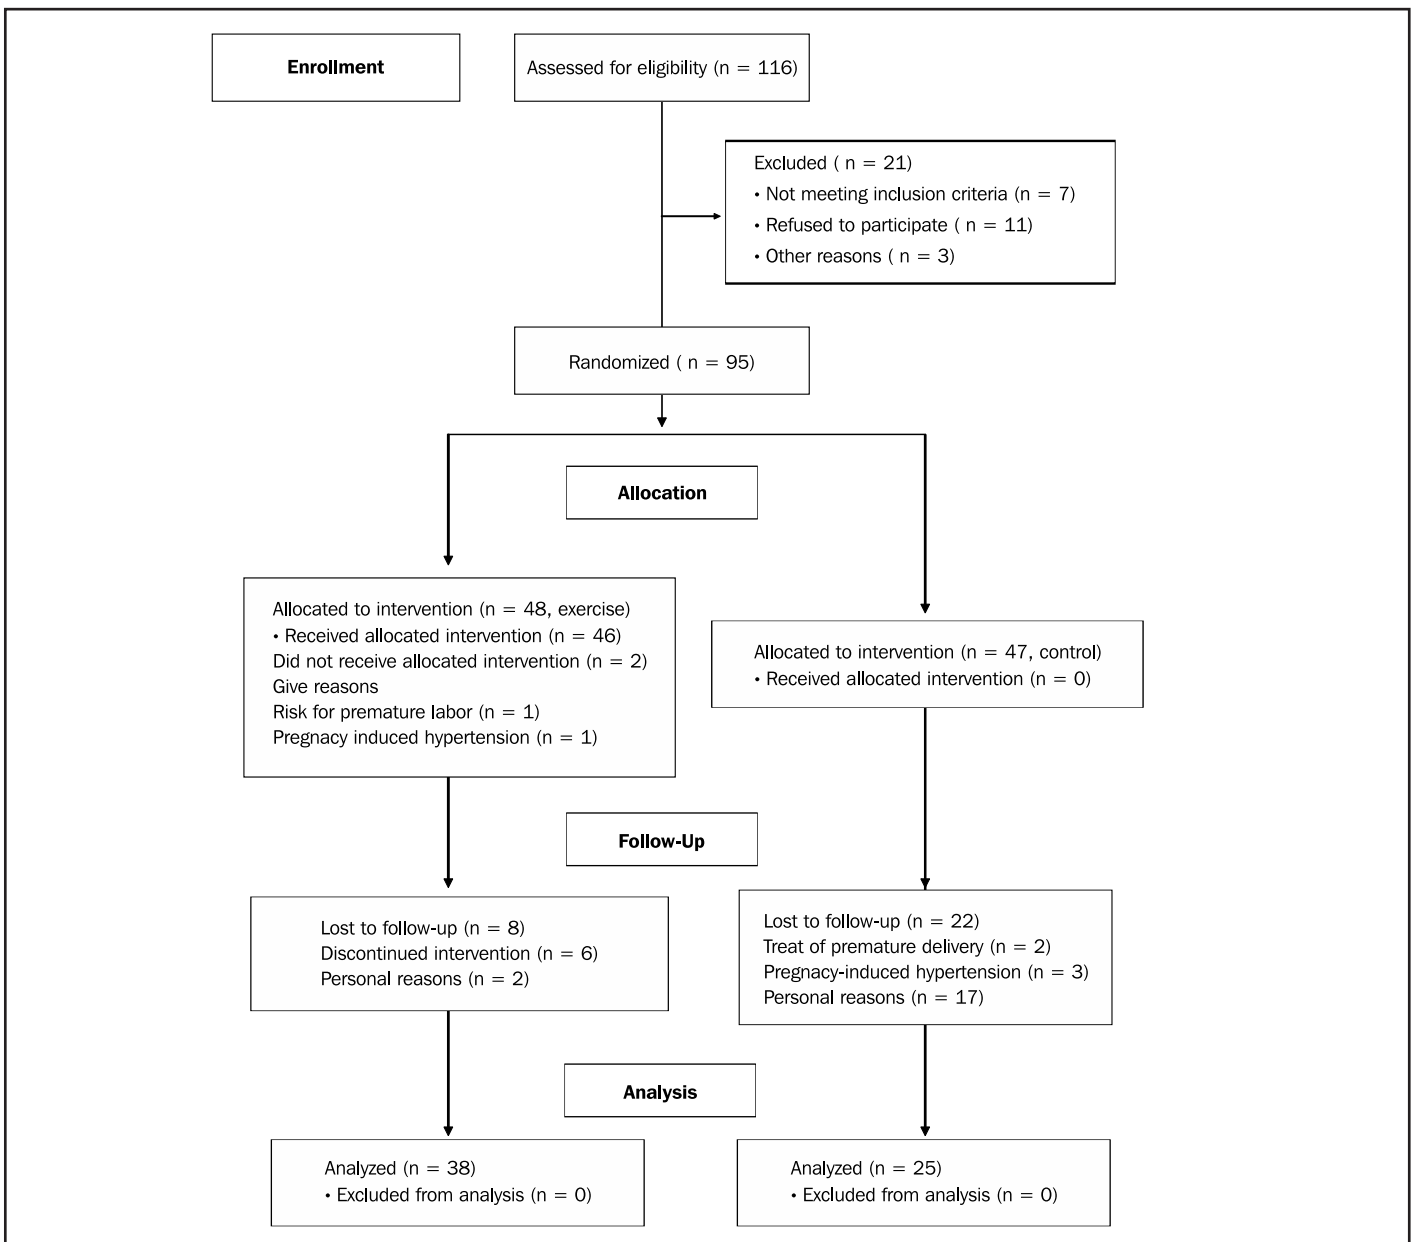 Enrollment
Assessed for eligibility (n = 116)
Excluded ( n = 21)
• Not meeting inclusion criteria (n = 7)
• Refused to participate ( n = 11)
• Other reasons ( n = 3)
Randomized ( n = 95)
Allocation
Allocated to intervention (n = 48, exercise)
• Received allocated intervention (n = 46)
Did not receive allocated intervention (n = 2)
Give reasons
Risk for premature labor (n = 1)
Pregnacy induced hypertension (n = 1)
Allocated to intervention (n = 47, control)
• Received allocated intervention (n = 0)
Follow-Up
Lost to follow-up (n = 8)
Discontinued intervention (n = 6)
Personal reasons (n = 2)
Lost to follow-up (n = 22)
Treat of premature delivery (n = 2)
Pregnancy-induced hypertension (n = 3)
Personal reasons (n = 17)
Analysis
Analyzed (n = 38)
• Excluded from analysis (n = 0)
Analyzed (n = 25)
• Excluded from analysis (n = 0)